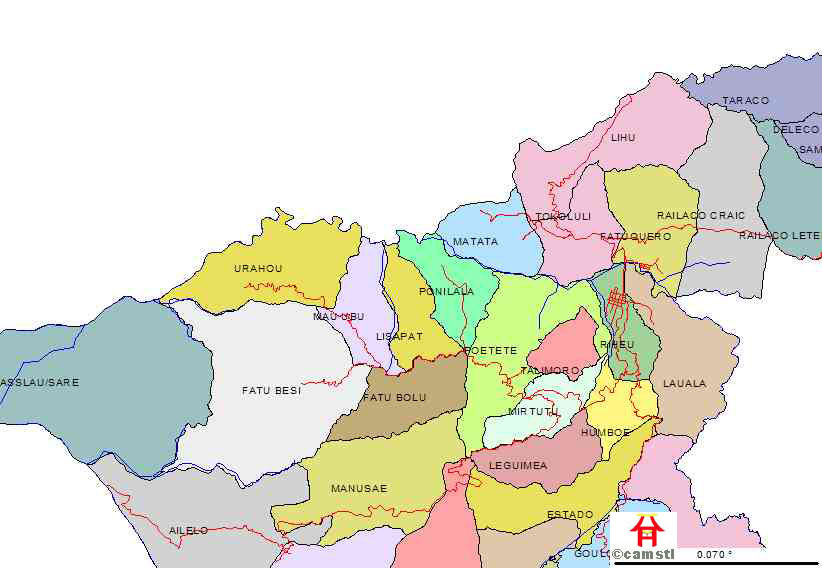 TARACO
DELECO
LIHU
SAM
TOKOLULI
RAILACO CRAIC
MATATA
FATUQUERO
RAILACO LETE
URAHOU
PONILALA
MAU UBU
LISAPAT
RIHEU
POETETE
TALIMORO
ASSLAU/SARE
LAUALA
FATU BESI
FATU BOLU
MIRTUTU
HUMBOE
LEGUIMEA
MANUSAE
ESTADO
AILELO
GOULO
©camstl
0.070 °